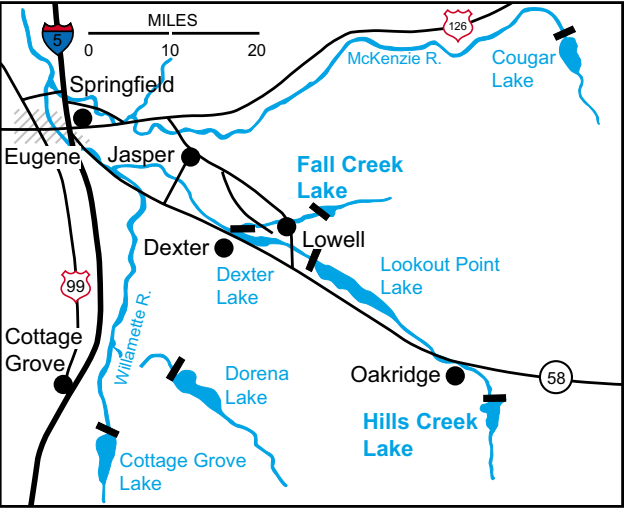 MILES
0 10 20
5
126
McKenzie R.
Cougar
Lake
Springfield
Eugene
Jasper
Fall Creek
Lake
Lowell
Dexter
Dexter
Lake
Lookout Point
Lake
99
Willamette R.
Cottage
Grove
Dorena
Lake
Oakridge
58
Hills Creek
Lake
Cottage Grove
Lake